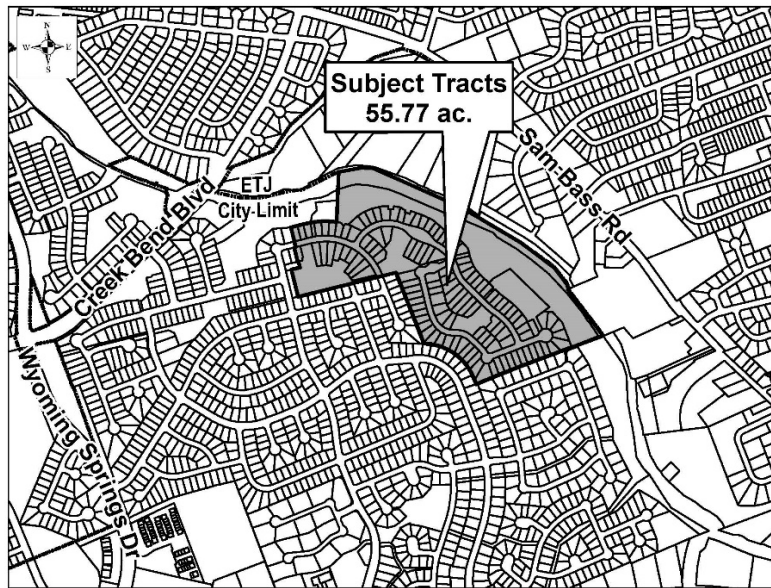 N
W E
S
Subject Tracts
55.77 ac.
Sam-Bass-Rd
ETJ
City-Limit
Creek Bend Blvd
Wyoming Springs Dr